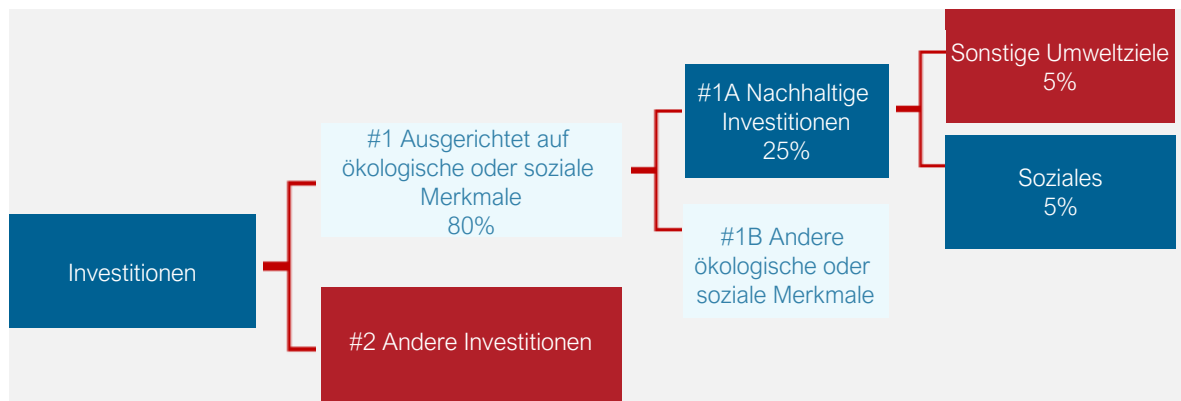 Investitionen
#1 Ausgerichtet auf
ökologische oder soziale
Merkmale
80%
#2 Andere Investitionen
#1A Nachhaltige
Investitionen
25%
#1B Andere
ökologische oder
soziale Merkmale
Sonstige Umweltziele
5%
Soziales
5%